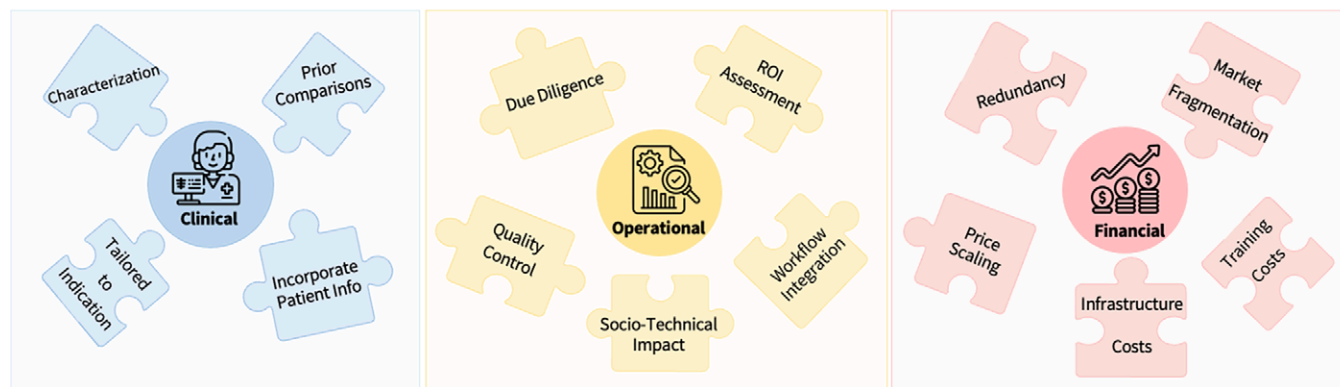 Characterization
Prior
Comparisons
Clinical
Tailored
to
Indication
Incorporate
Patient Info
Due Diligence
ROI
Assessment
Operational
Quality
Control
Socio-Technical
Impact
Workflow
Integration
Redundancy
Market
Fragmentation
$
$
$
Financial
Price
Scaling
Infrastructure
Costs
Training
Costs